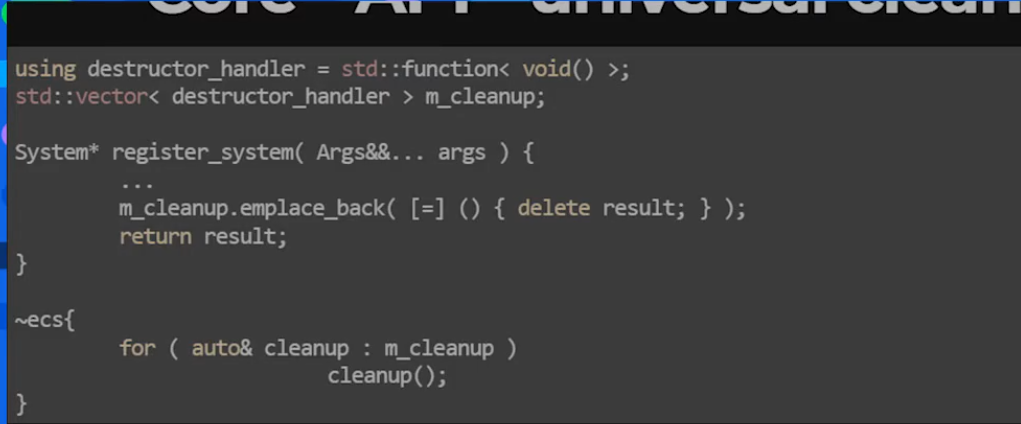 Core API universal clean
using destructor_handler = std::function< void() >;
std::vector< destructor_handler > m_cleanup;
System* register_system( Args&&... args ) {
...
m_cleanup.emplace_back( [=] () { delete result; } );
return result;
}
~ecs{
for ( auto& cleanup : m_cleanup )
cleanup();
}